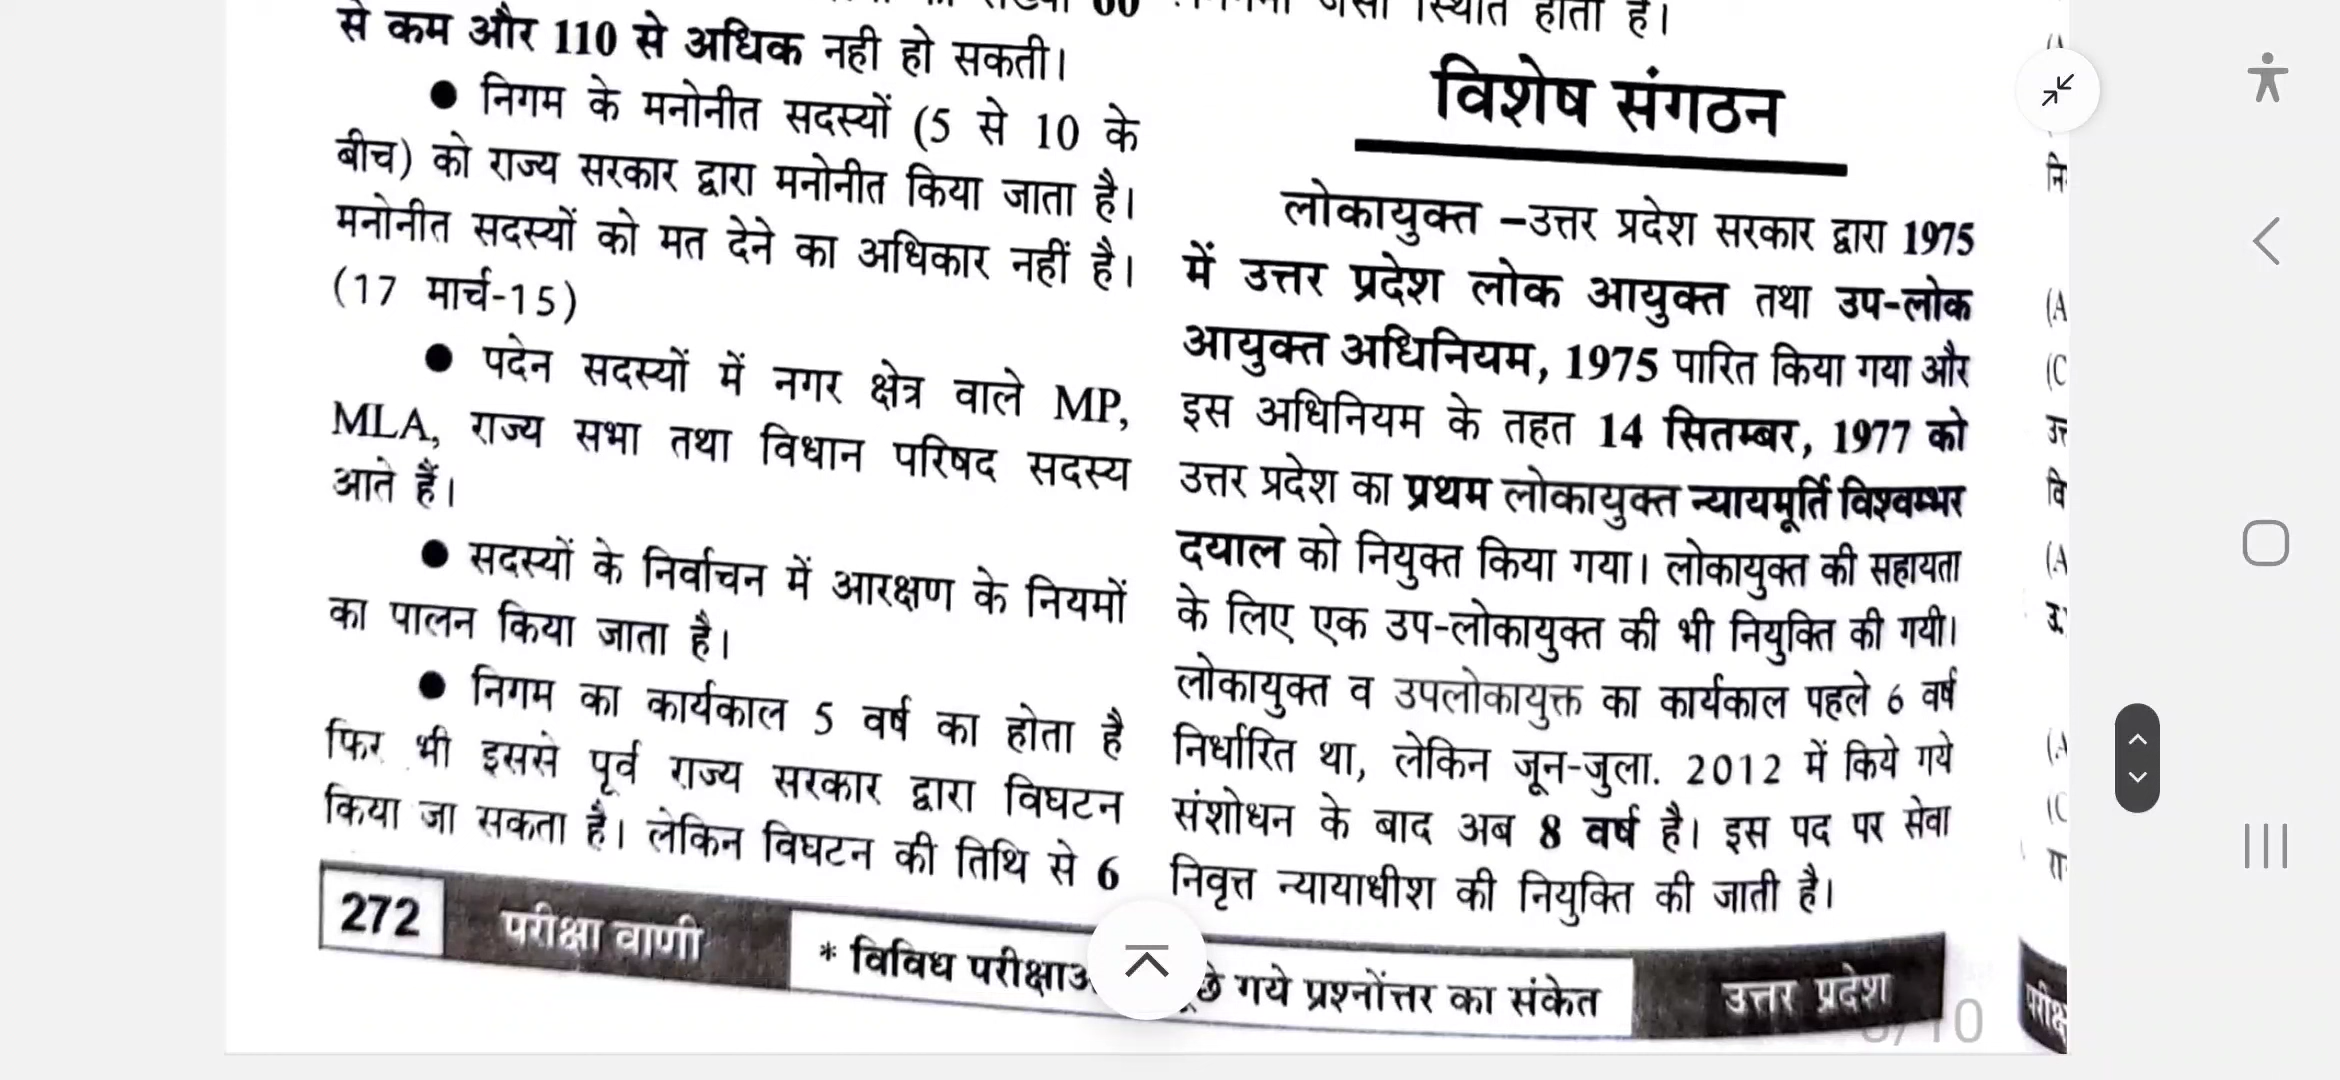 से कम और 110 से अधिक नही हो सकती।
● निगम के मनोनीत सदस्यों (5 से 10 के
बीच) को राज्य सरकार द्वारा मनोनीत किया जाता है।
मनोनीत सदस्यों को मत देने का अधिकार नहीं है।
(17 मार्च-15)
● पदेन सदस्यों में नगर क्षेत्र वाले MP,
MLA, राज्य सभा तथा विधान परिषद सदस्य
आते हैं।
● सदस्यों के निर्वाचन में आरक्षण के नियमों
का पालन किया जाता है।
● निगम का कार्यकाल 5 वर्ष का होता है
फिर भी इससे पूर्व राज्य सरकार द्वारा विघटन
किया जा सकता है। लेकिन विघटन की तिथि से 6
स्थिति होती है।
विशेष संगठन
लोकायुक्त –उत्तर प्रदेश सरकार द्वारा 1975
में उत्तर प्रदेश लोक आयुक्त तथा उप-लोक
आयुक्त अधिनियम, 1975 पारित किया गया और
इस अधिनियम के तहत 14 सितम्बर, 1977 को
उत्तर प्रदेश का प्रथम लोकायुक्त न्यायमूर्ति विश्वम्भर
दयाल को नियुक्त किया गया। लोकायुक्त की सहायता
के लिए एक उप-लोकायुक्त की भी नियुक्ति की गयी।
लोकायुक्त व उपलोकायुक्त का कार्यकाल पहले 6 वर्ष
निर्धारित था, लेकिन जून-जुला. 2012 में किये गये
संशोधन के बाद अब 8 वर्ष है। इस पद पर सेवा
निवृत्त न्यायाधीश की नियुक्ति की जाती है।
272 परीक्षा वाणी
* विविध गये प्रश्नोंत्तर का संकेत
उत्तर प्रदेश